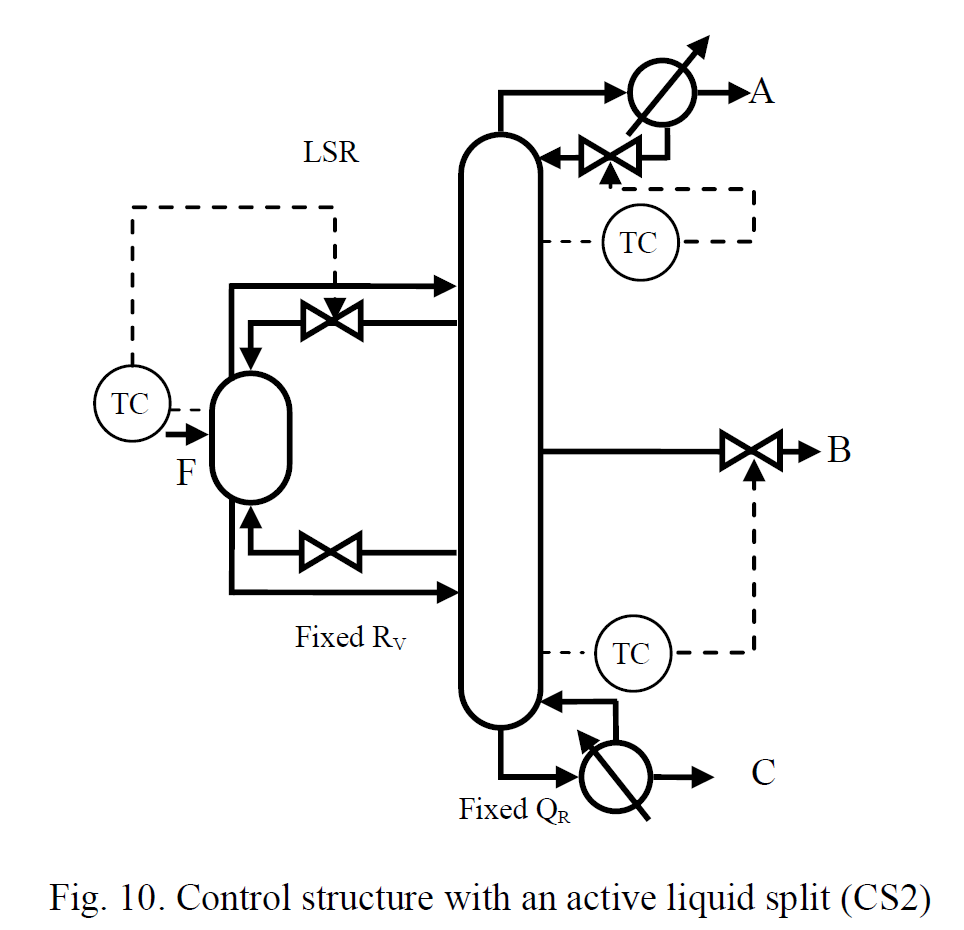 A
LSR
TC
TC
F
B
Fixed R_V
TC
Fixed Q_R
C
Fig. 10. Control structure with an active liquid split (CS2)